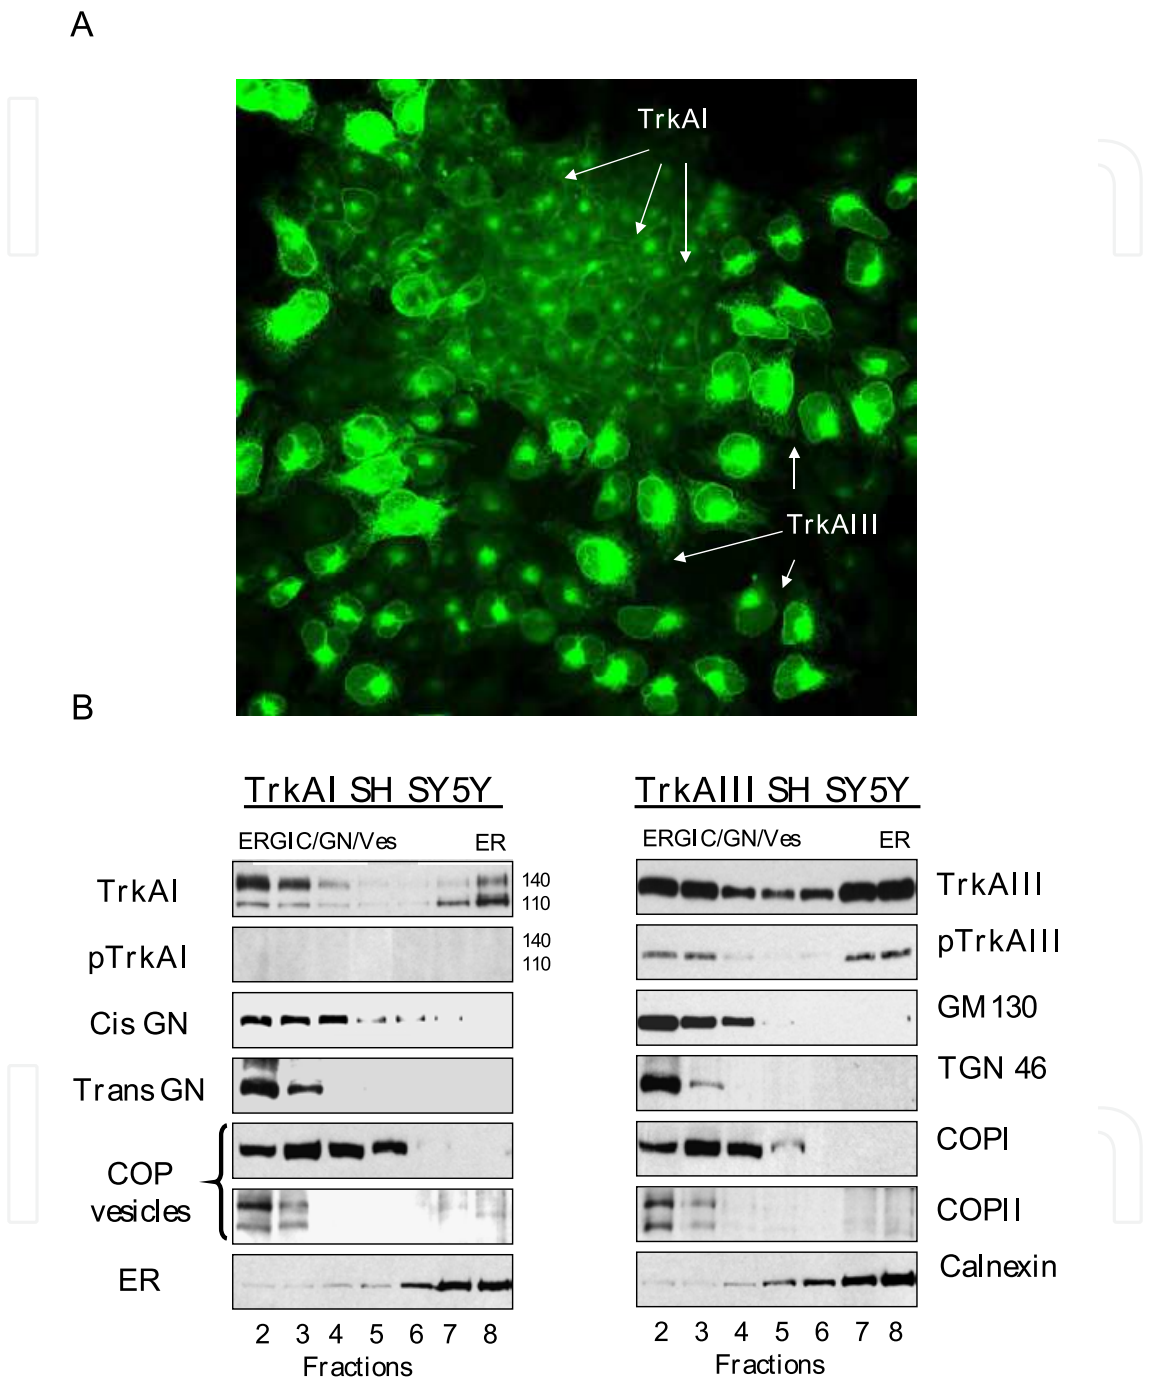 A
TrkAI
TrkAIII
B
TrkAI SH SY5Y
TrkAIII SH SY5Y
ERGIC/GN/Ves ER
ERGIC/GN/Ves ER
TrkAI
140
110
TrkAIII
pTrkAI
140
110
pTrkAIII
Cis GN
GM130
Trans GN
TGN 46
COP
vesicles
COPI
COPII
ER
Calnexin
2 3 4 5 6 7 8
2 3 4 5 6 7 8
Fractions
Fractions